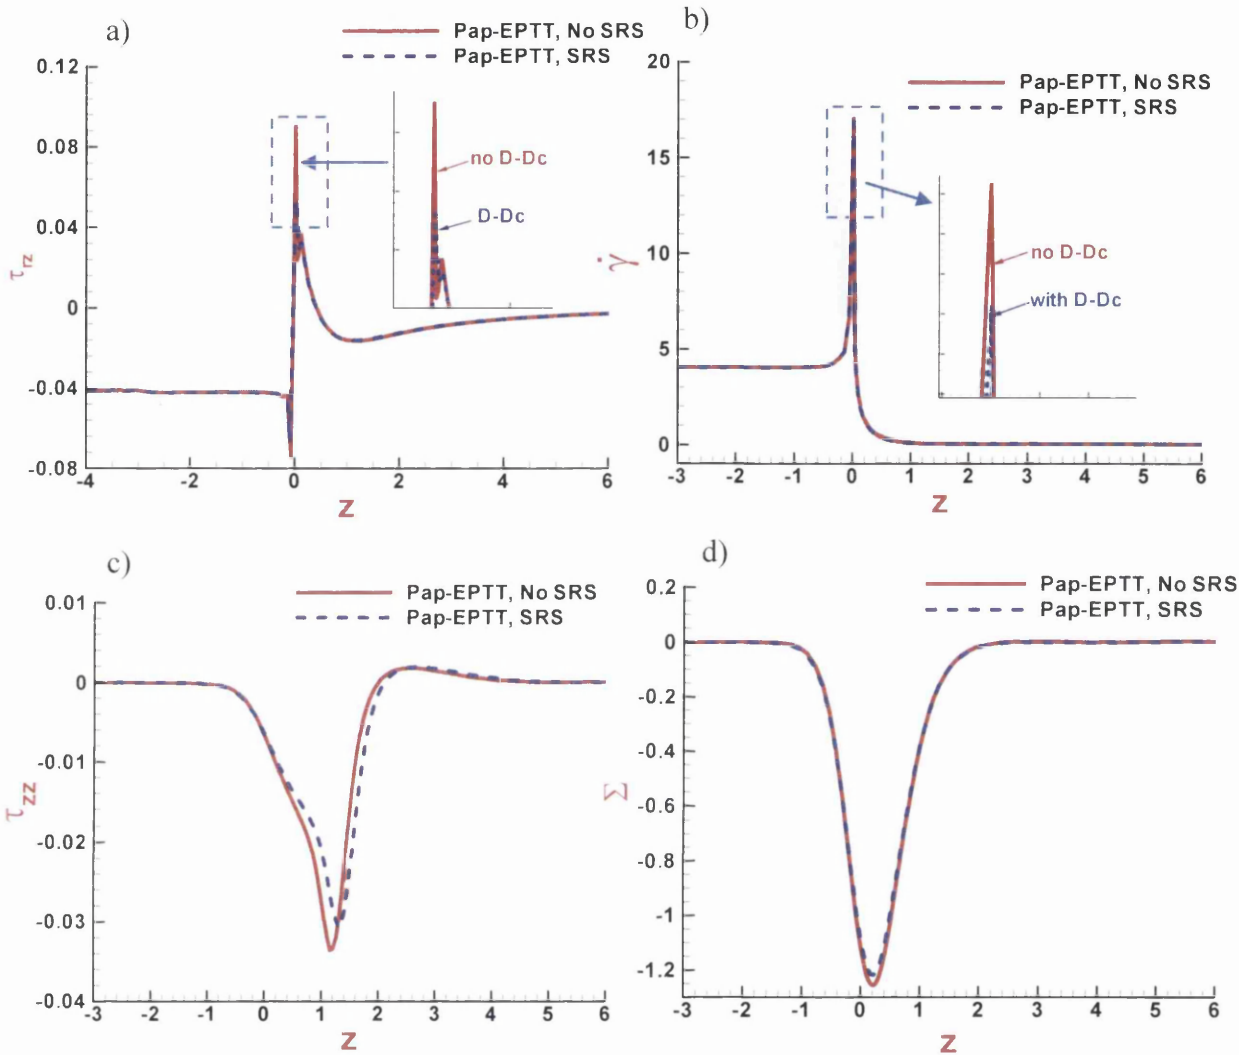 a)
Pap-EPTT, No SRS
Pap-EPTT, SRS
0.12
0.08
0.04
0
-0.04
-0.08
τrz
no D-Dc
D-Dc
-4 -2 0 2 4 6
z
b)
Pap-EPTT, No SRS
Pap-EPTT, SRS
20
15
10
5
0
γ̇
no D-Dc
with D-Dc
-3 -2 -1 0 1 2 3 4 5 6
z
c)
Pap-EPTT, No SRS
Pap-EPTT, SRS
0.01
0
-0.01
-0.02
-0.03
-0.04
τzz
-3 -2 -1 0 1 2 3 4 5 6
z
d)
Pap-EPTT, No SRS
Pap-EPTT, SRS
0.2
0
-0.2
-0.4
-0.6
-0.8
-1
-1.2
Σ
-3 -2 -1 0 1 2 3 4 5 6
z